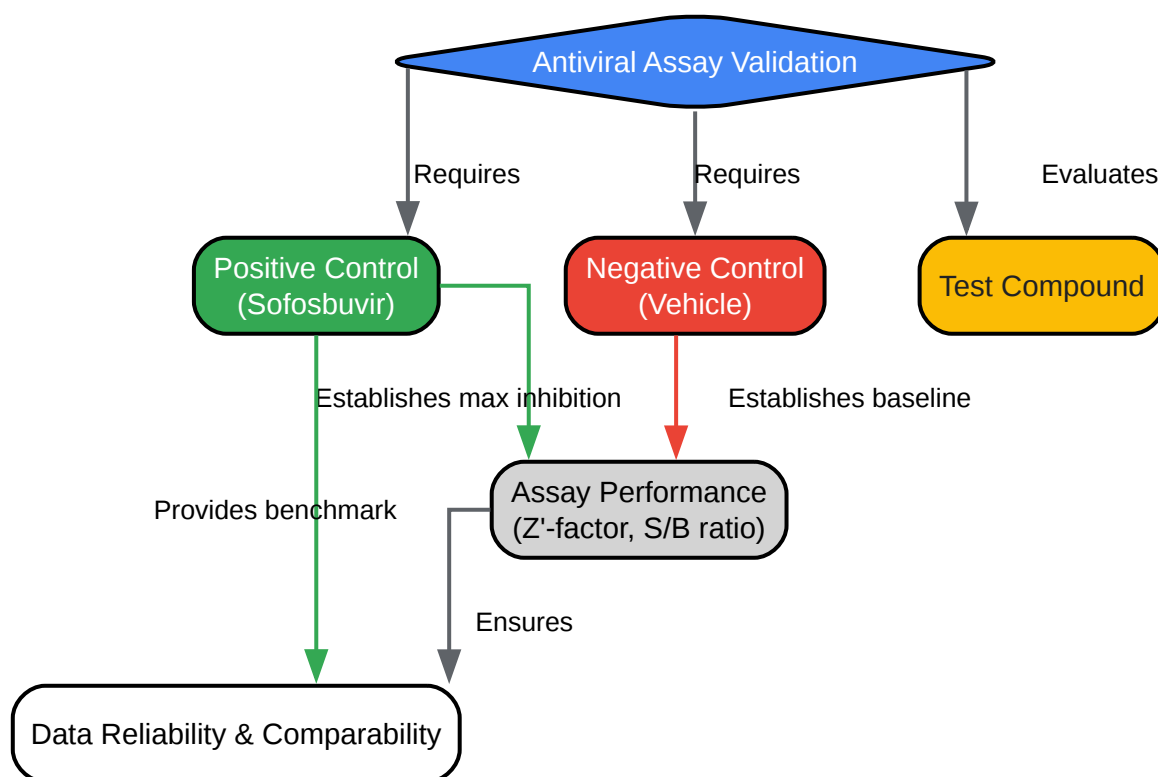 Antiviral Assay Validation
Requires
Requires
Evaluates
Positive Control
(Sofosbuvir)
Negative Control
(Vehicle)
Test Compound
Establishes max inhibition
Establishes baseline
Assay Performance
(Z'-factor, S/B ratio)
Provides benchmark
Ensures
Data Reliability & Comparability